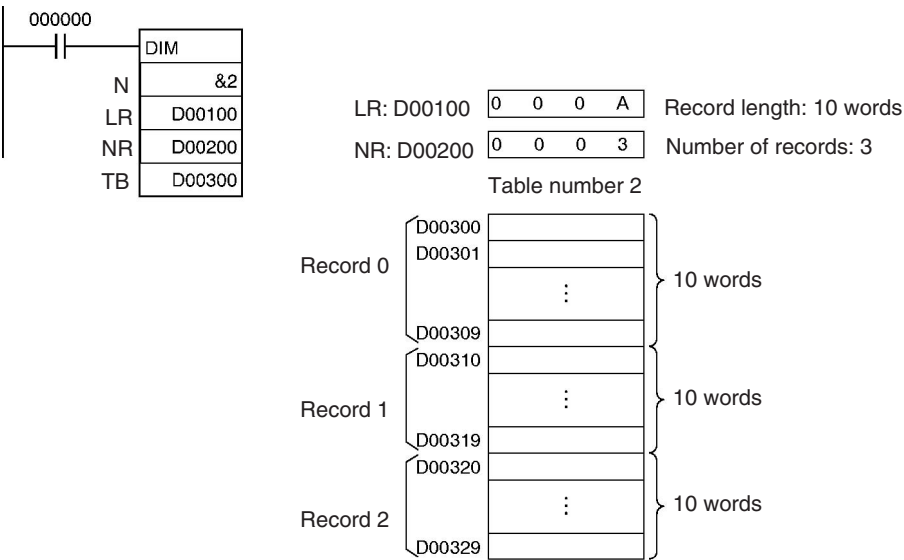 000000
DIM
N &2
LR D00100
NR D00200
TB D00300
LR: D00100 0 0 0 A Record length: 10 words
NR: D00200 0 0 0 3 Number of records: 3
Table number 2
D00300
D00301
Record 0
10 words
D00309
D00310
Record 1
10 words
D00319
D00320
Record 2
10 words
D00329